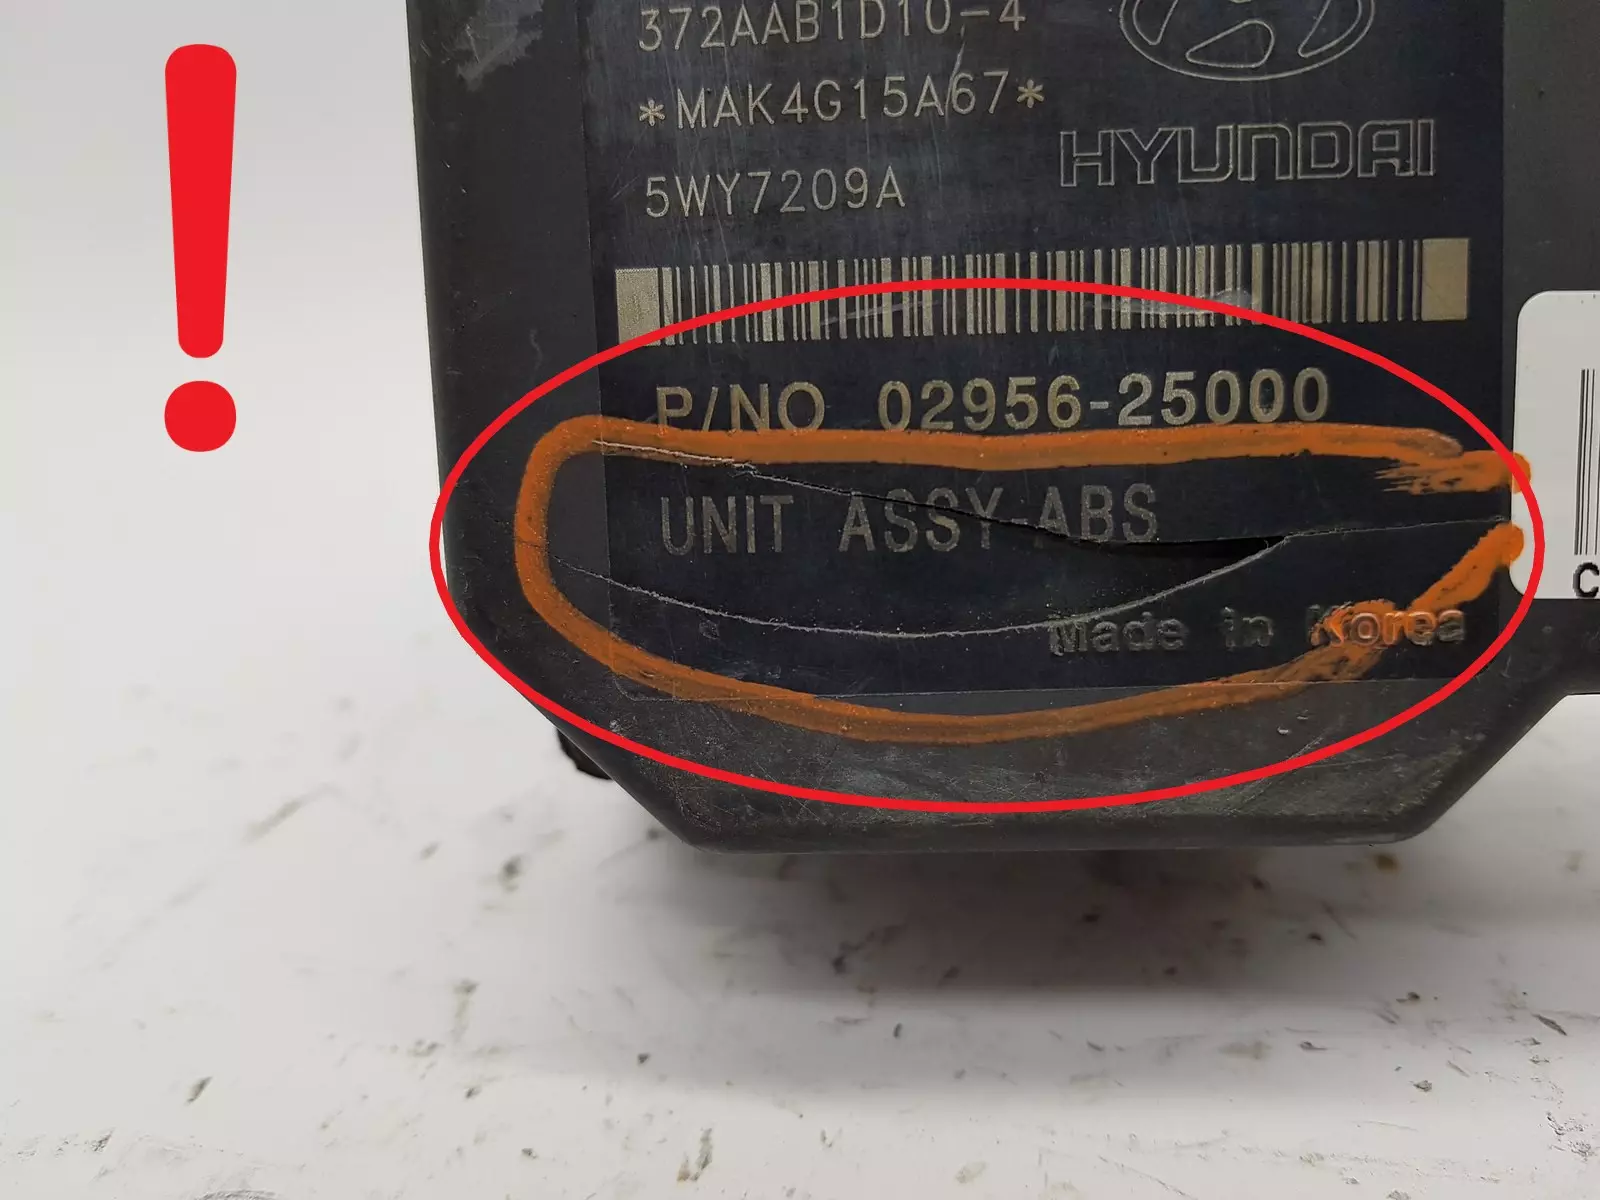 372AAB1D10-4
*MAK4G15A67*
HYUNDAI
5WY7209A
P/NO 02956-25000
UNIT ASSY-ABS
Made in Korea
C